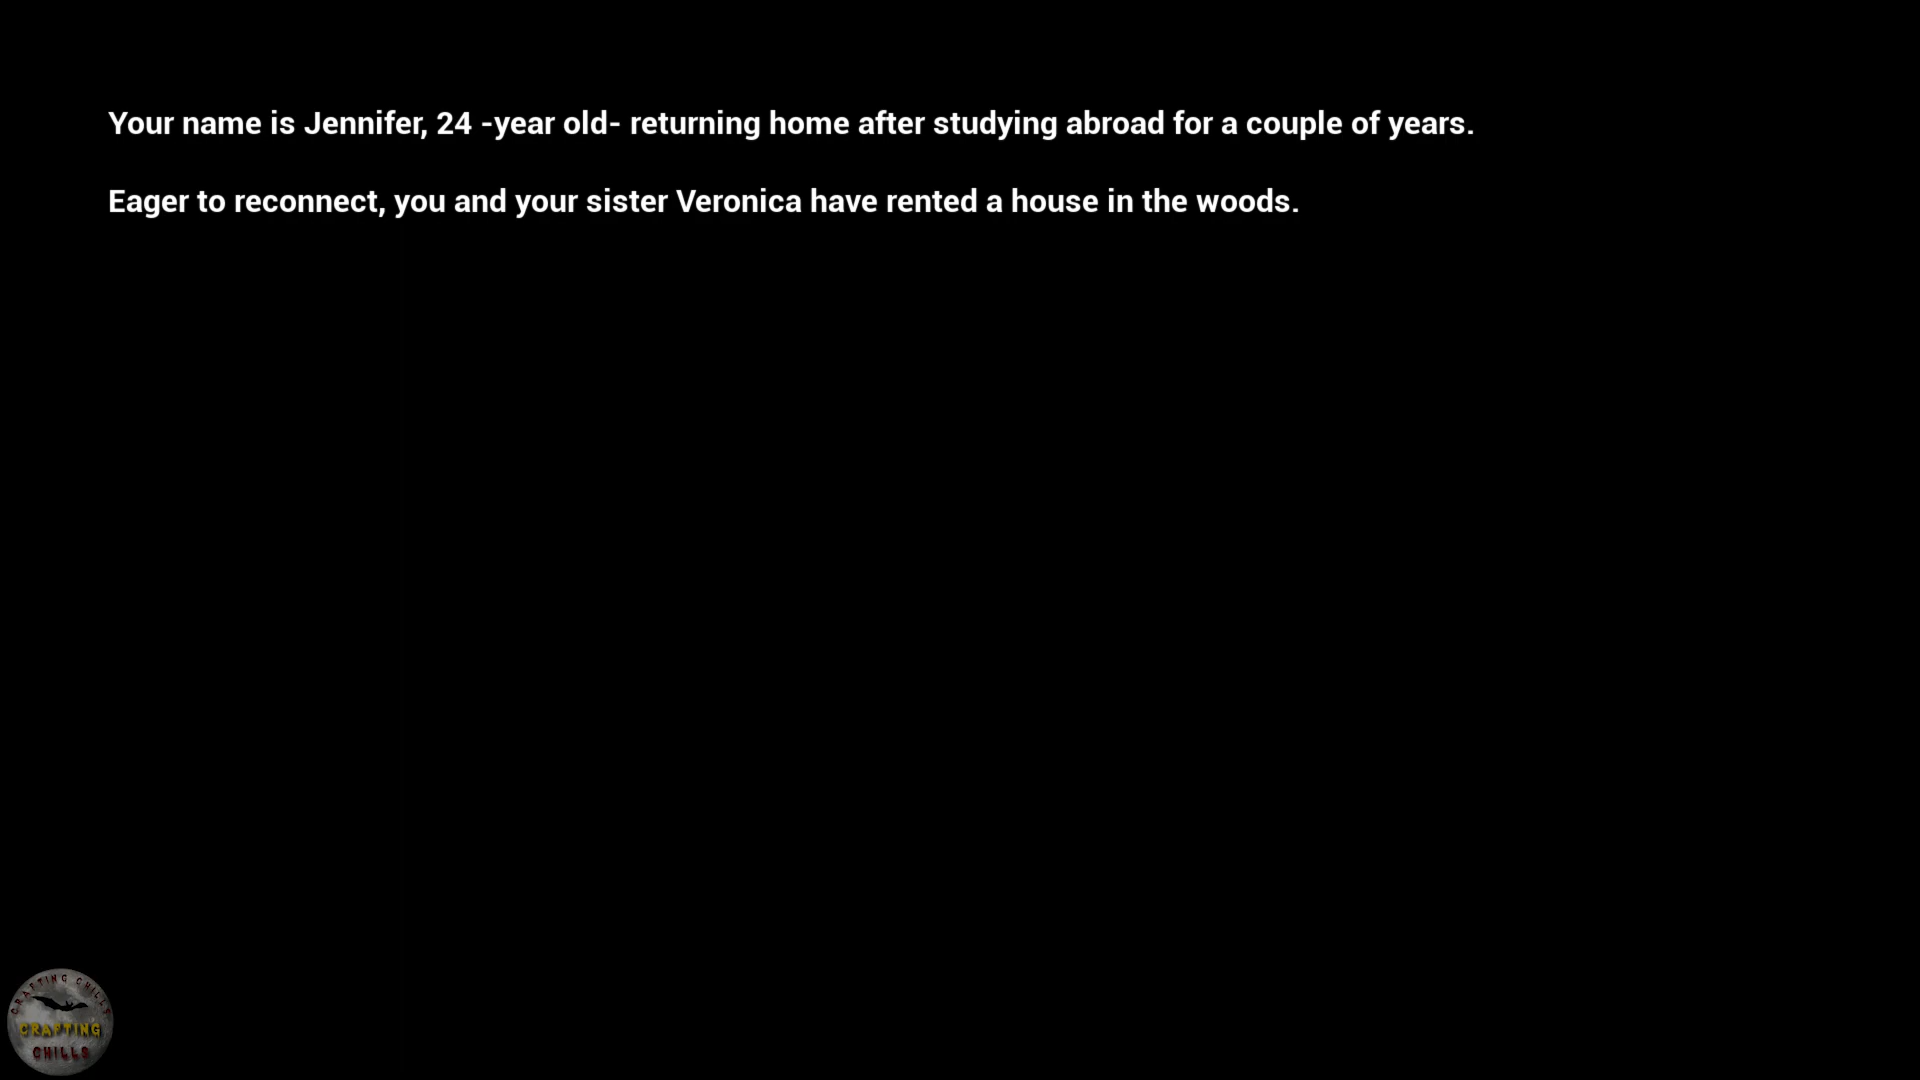 Your name is Jennifer, 24 -year old- returning home after studying abroad for a couple of years.
Eager to reconnect, you and your sister Veronica have rented a house in the woods.
CRAFTING CHILLS
CRAFTING
CHILLS